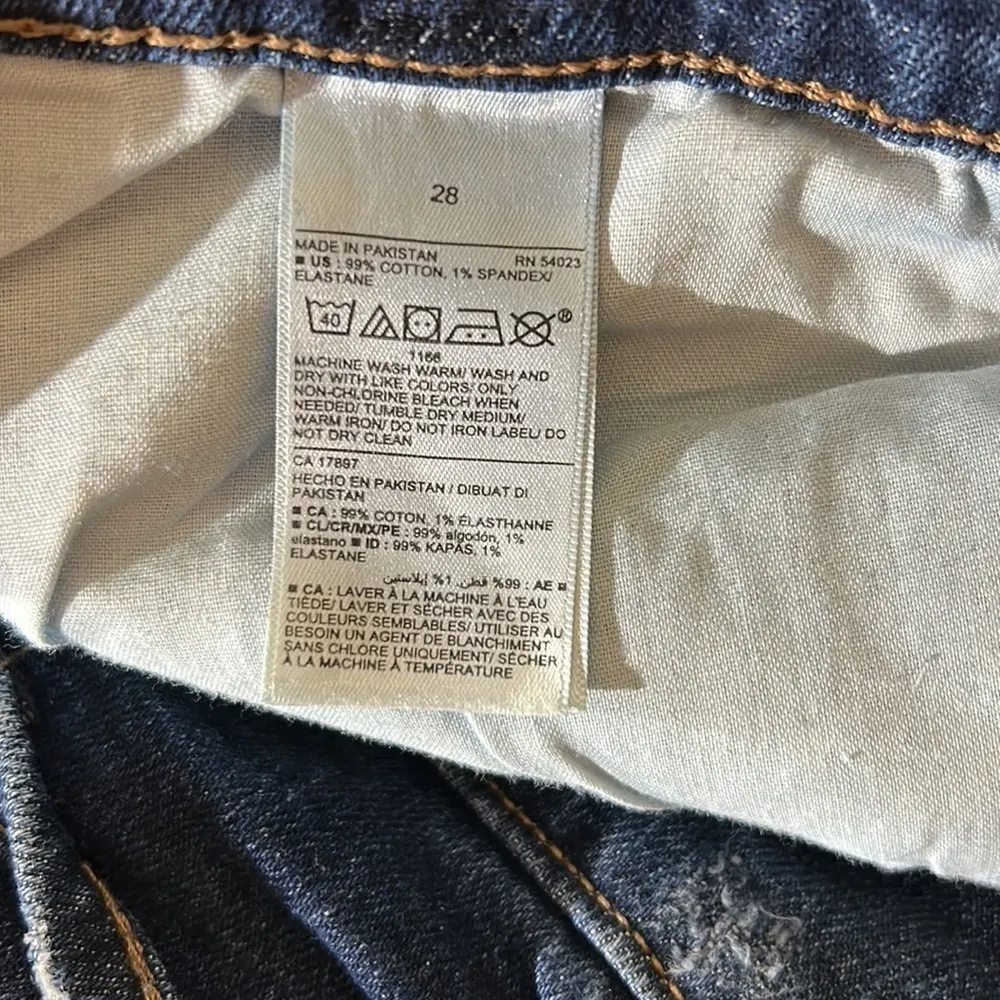 28
MADE IN PAKISTAN RN 54023
■ US : 99% COTTON, 1% SPANDEX/
ELASTANE
40 ®
1166
MACHINE WASH WARM/ WASH AND
DRY WITH LIKE COLORS/ ONLY
NON-CHLORINE BLEACH WHEN
NEEDED/ TUMBLE DRY MEDIUM/
WARM IRON/ DO NOT IRON LABEL/ DO
NOT DRY CLEAN
CA 17897
HECHO EN PAKISTAN / DIBUAT DI
PAKISTAN
■ CA : 99% COTON, 1% ÉLASTHANNE
■ CL/CR/MX/PE : 99% algodón, 1%
elastano ■ ID : 99% KAPAS, 1%
ELASTANE
■ AE : 99% قطن, 1% إيلاستين
■ CA : LAVER À LA MACHINE À L'EAU
TIÈDE/ LAVER ET SÉCHER AVEC DES
COULEURS SEMBLABLES/ UTILISER AU
BESOIN UN AGENT DE BLANCHIMENT
SANS CHLORE UNIQUEMENT/ SÉCHER
À LA MACHINE À TEMPÉRATURE